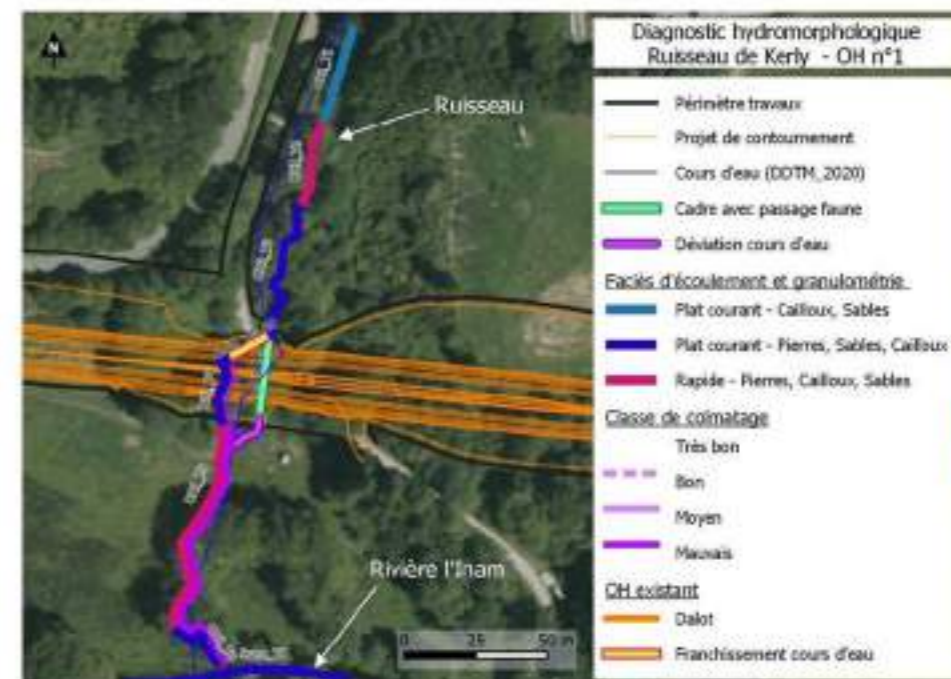 Diagnostic hydromorphologique
Ruisseau de Kerly - OH n°1
N
Ruisseau
Périmètre travaux
Projet de contournement
Cours d'eau (DDTM_2020)
Cadre avec passage faune
Déviation cours d'eau
Faciès d'écoulement et granulométrie
Plat courant - Cailloux, Sables
Plat courant - Pierres, Sables, Cailloux
Rapide - Pierres, Cailloux, Sables
Classe de colmatage
Très bon
Bon
Moyen
Mauvais
OH existant
Dalot
Franchissement cours d'eau
Rivière l'Inam
0 25 50 m